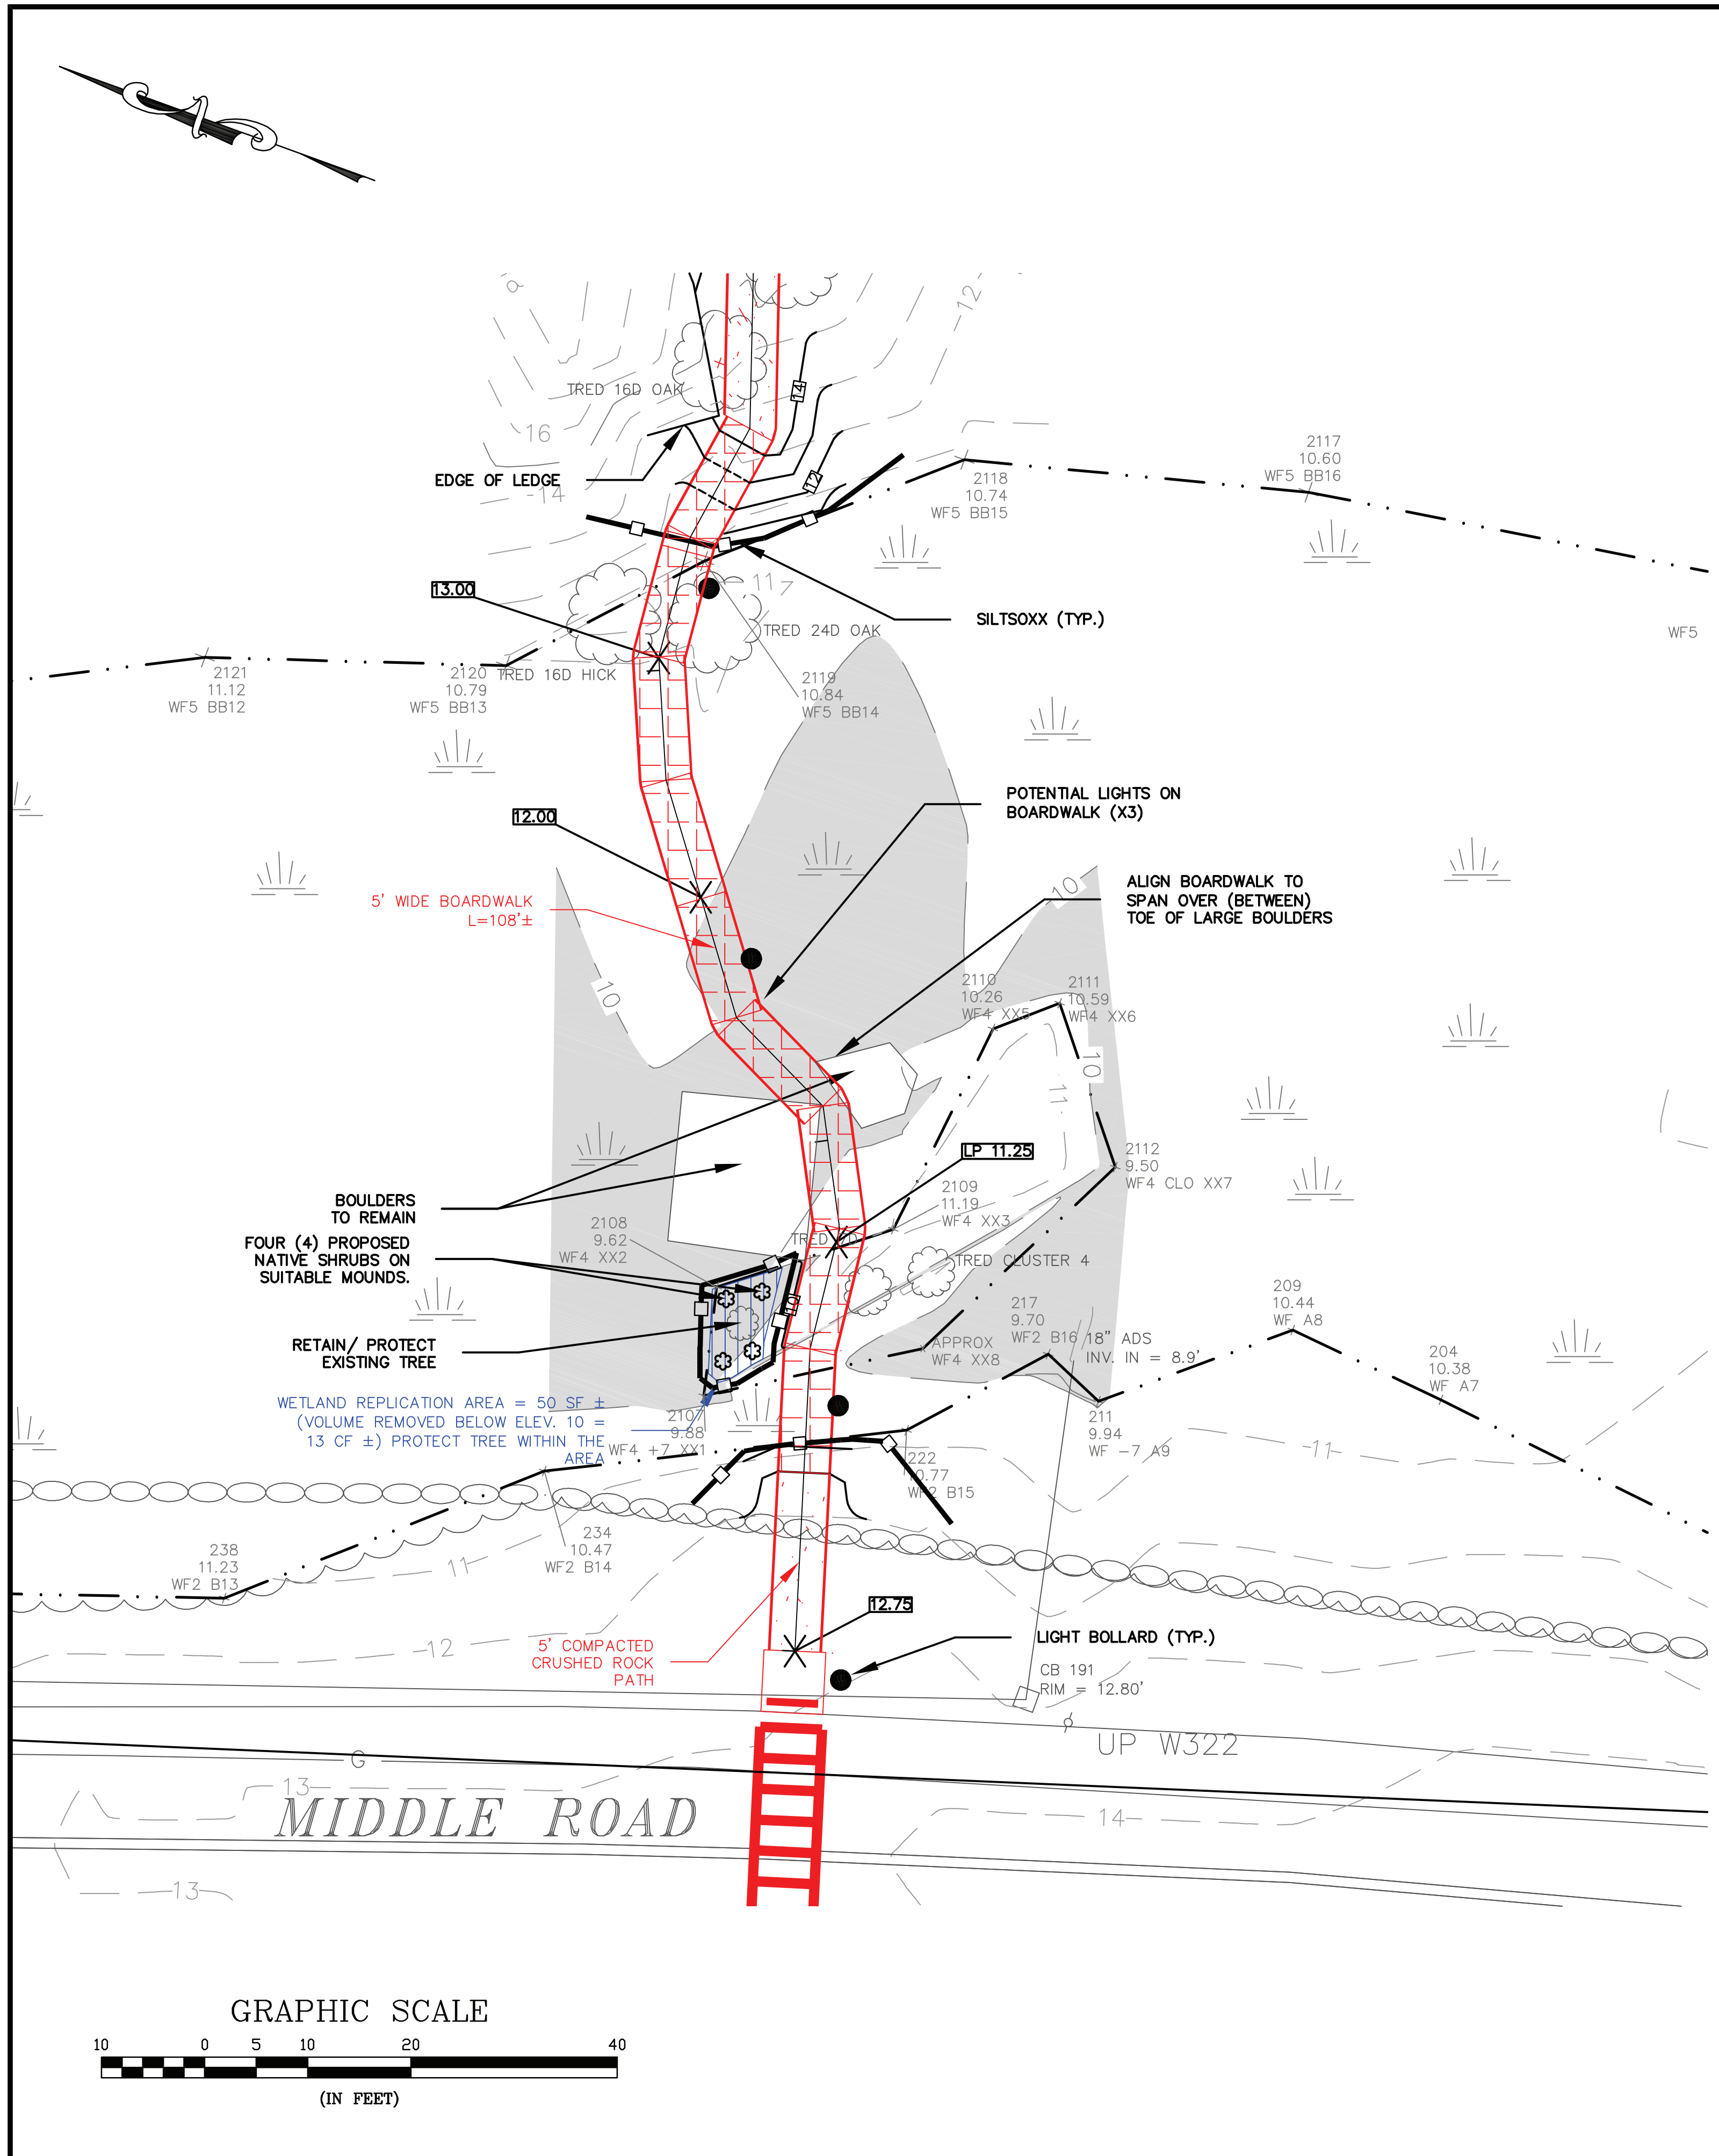 TRED 16D OAK
16
14
12
EDGE OF LEDGE
14
12
2117
10.60
WF5 BB16
2118
10.74
WF5 BB15
13.00
11
SILTSOXX (TYP.)
TRED 24D OAK
WF5
2121
11.12
WF5 BB12
2120
10.79
WF5 BB13
TRED 16D HICK
2119
10.84
WF5 BB14
POTENTIAL LIGHTS ON
BOARDWALK (X3)
12.00
5' WIDE BOARDWALK
L=108'±
10
ALIGN BOARDWALK TO
SPAN OVER (BETWEEN)
TOE OF LARGE BOULDERS
10
2110
10.26
WF4 XX5
2111
10.59
WF4 XX6
10
11
LP 11.25
2112
9.50
WF4 CLO XX7
BOULDERS
TO REMAIN
2109
11.19
WF4 XX3
2108
9.62
WF4 XX2
FOUR (4) PROPOSED
NATIVE SHRUBS ON
SUITABLE MOUNDS.
TRED
TRED CLUSTER 4
10
RETAIN/ PROTECT
EXISTING TREE
APPROX
WF4 XX8
217
9.70
WF2 B16
18" ADS
INV. IN = 8.9'
209
10.44
WF A8
204
10.38
WF A7
WETLAND REPLICATION AREA = 50 SF ±
(VOLUME REMOVED BELOW ELEV. 10 =
13 CF ±) PROTECT TREE WITHIN THE
AREA
2107
9.88
WF4 +7 XX1
211
9.94
WF -7 A9
222
10.77
WF2 B15
11
234
10.47
WF2 B14
238
11.23
WF2 B13
11
12.75
12
5' COMPACTED
CRUSHED ROCK
PATH
LIGHT BOLLARD (TYP.)
CB 191
RIM = 12.80'
UP W322
G
13
MIDDLE ROAD
14
13
GRAPHIC SCALE
10 0 5 10 20 40
(IN FEET)